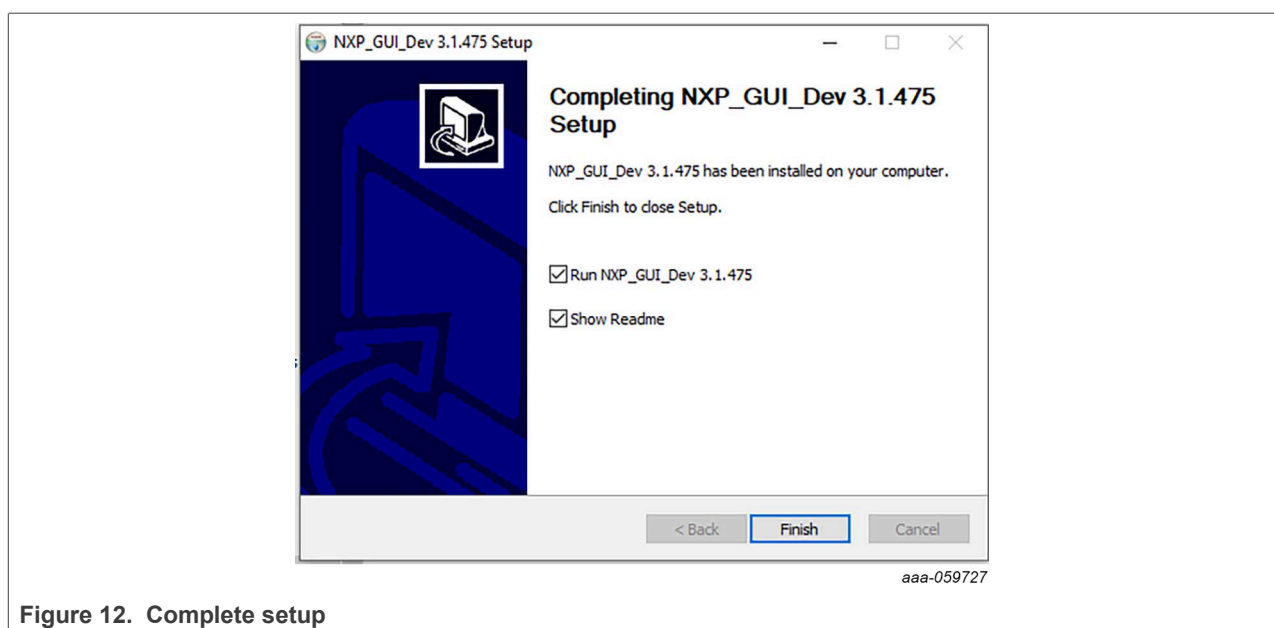 NXP_GUI_Dev 3.1.475 Setup
Completing NXP_GUI_Dev 3.1.475
Setup
NXP_GUI_Dev 3.1.475 has been installed on your computer.
Click Finish to close Setup.
Run NXP_GUI_Dev 3.1.475
Show Readme
< Back
Finish
Cancel
aaa-059727
Figure 12. Complete setup